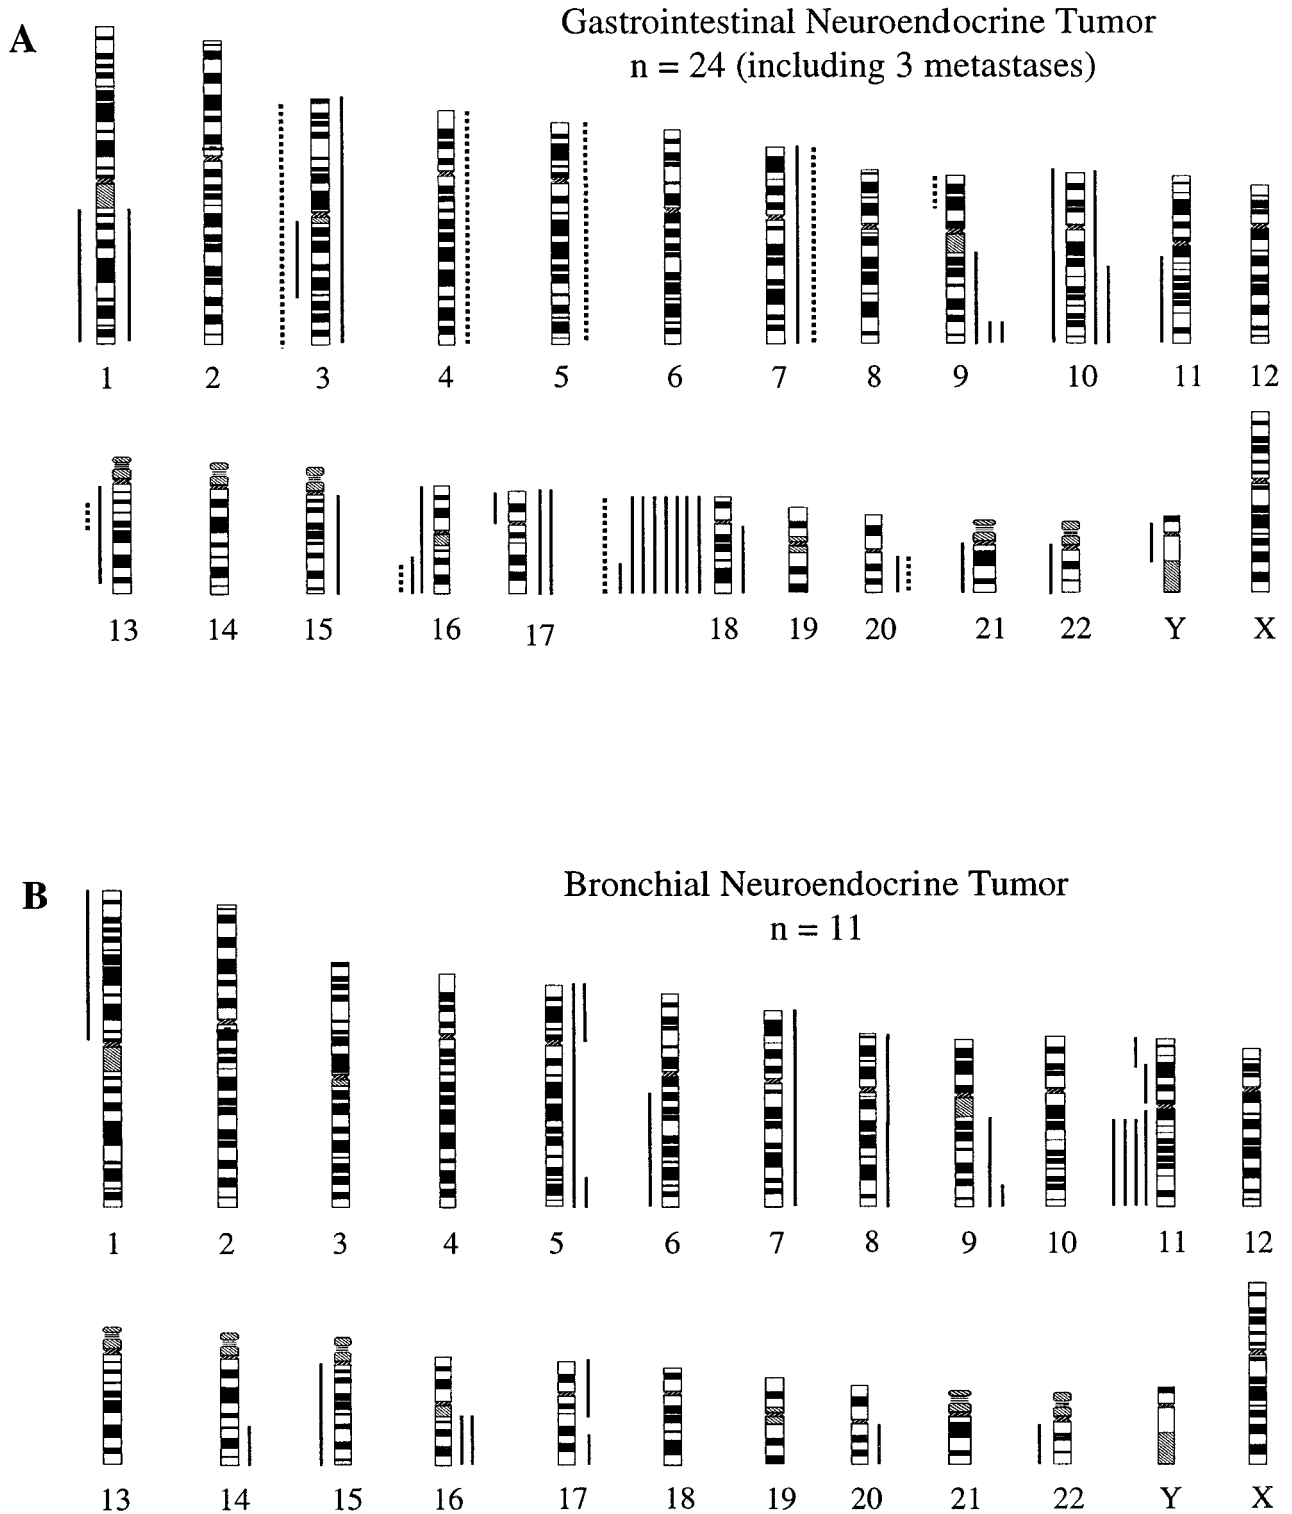 A
Gastrointestinal Neuroendocrine Tumor
n = 24 (including 3 metastases)
1 2 3 4 5 6 7 8 9 10 11 12
13 14 15 16 17 18 19 20 21 22 Y X
B
Bronchial Neuroendocrine Tumor
n = 11
1 2 3 4 5 6 7 8 9 10 11 12
13 14 15 16 17 18 19 20 21 22 Y X